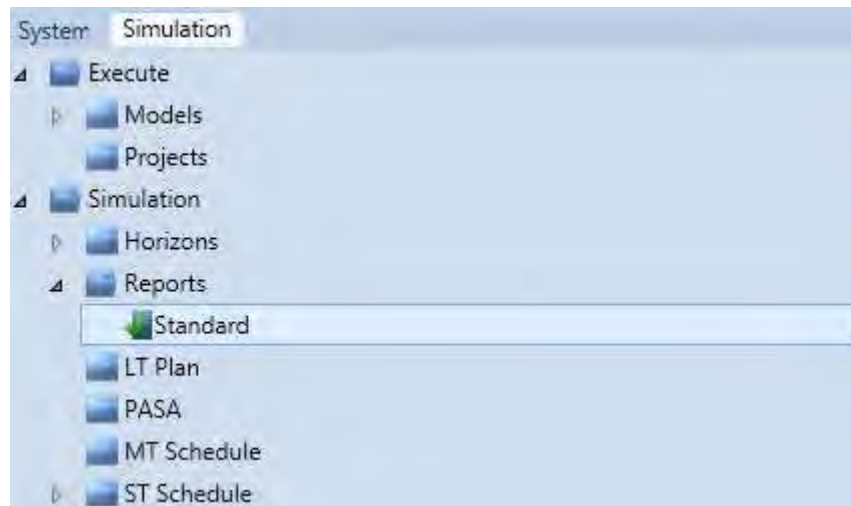 System Simulation
Execute
Models
Projects
Simulation
Horizons
Reports
Standard
LT Plan
PASA
MT Schedule
ST Schedule